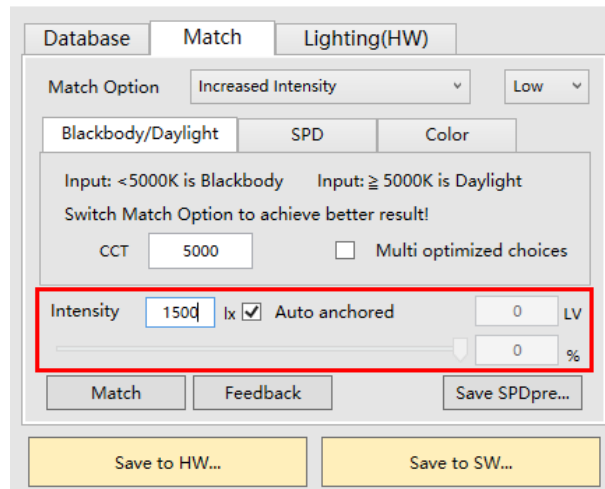 Database Match Lighting(HW)
Match Option Increased Intensity Low
Blackbody/Daylight SPD Color
Input: <5000K is Blackbody Input: ≧ 5000K is Daylight
Switch Match Option to achieve better result!
CCT 5000 Multi optimized choices
Intensity 1500 lx Auto anchored 0 LV
0 %
Match Feedback Save SPDpre...
Save to HW... Save to SW...